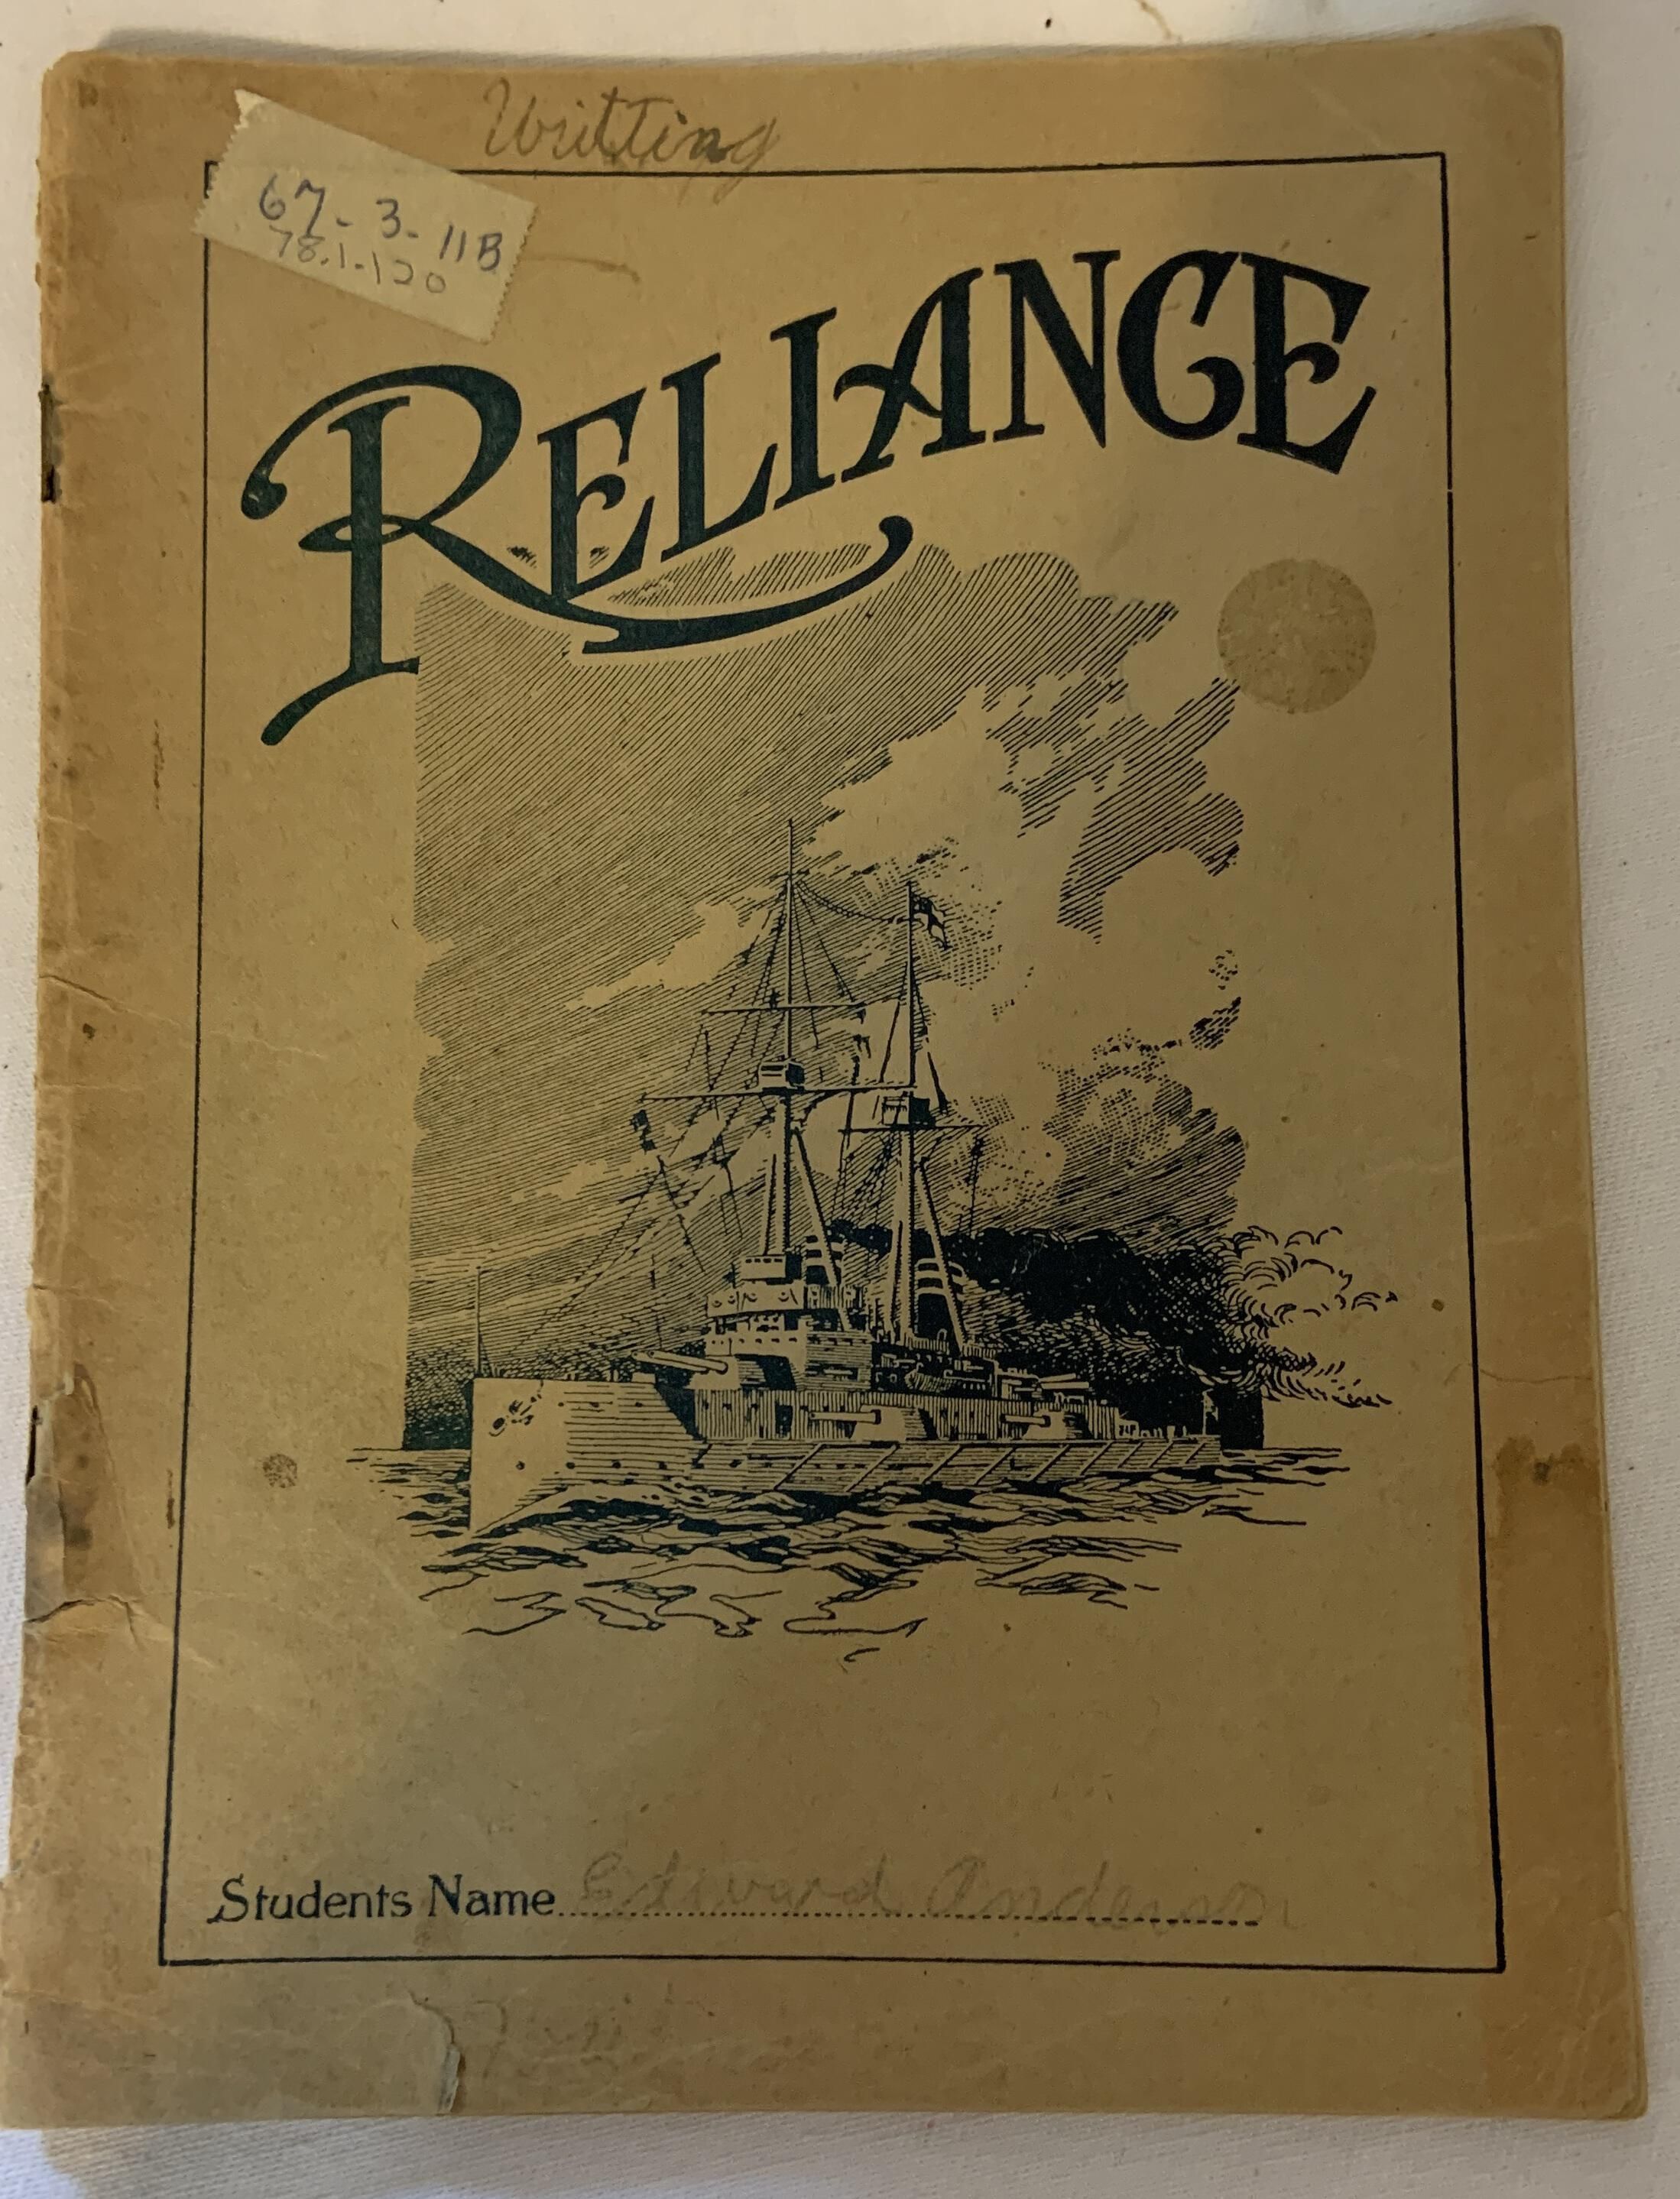 Writting
67-3-11B
78.1-120
RELIANCE
Students Name Edward Anderson